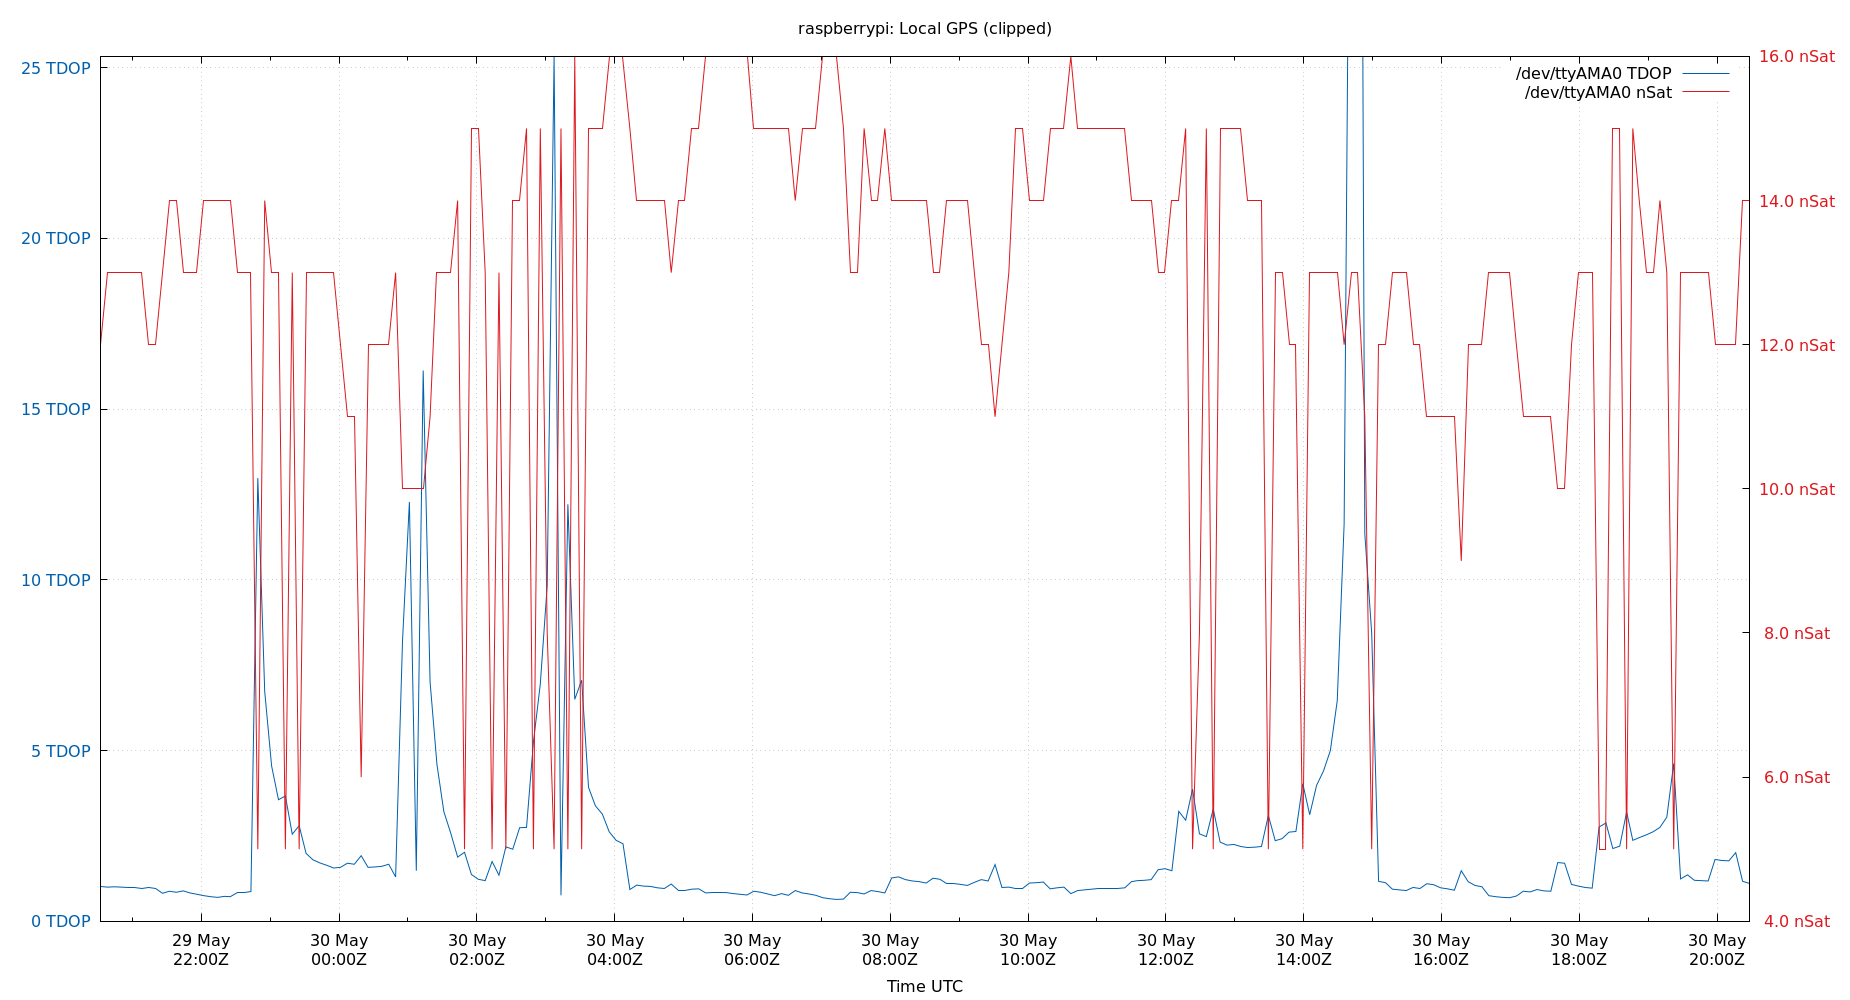 raspberrypi: Local GPS (clipped)
25 TDOP
20 TDOP
15 TDOP
10 TDOP
5 TDOP
0 TDOP
16.0 nSat
14.0 nSat
12.0 nSat
10.0 nSat
8.0 nSat
6.0 nSat
4.0 nSat
/dev/ttyAMA0 TDOP
/dev/ttyAMA0 nSat
29 May
22:00Z
30 May
00:00Z
30 May
02:00Z
30 May
04:00Z
30 May
06:00Z
30 May
08:00Z
30 May
10:00Z
30 May
12:00Z
30 May
14:00Z
30 May
16:00Z
30 May
18:00Z
30 May
20:00Z
Time UTC